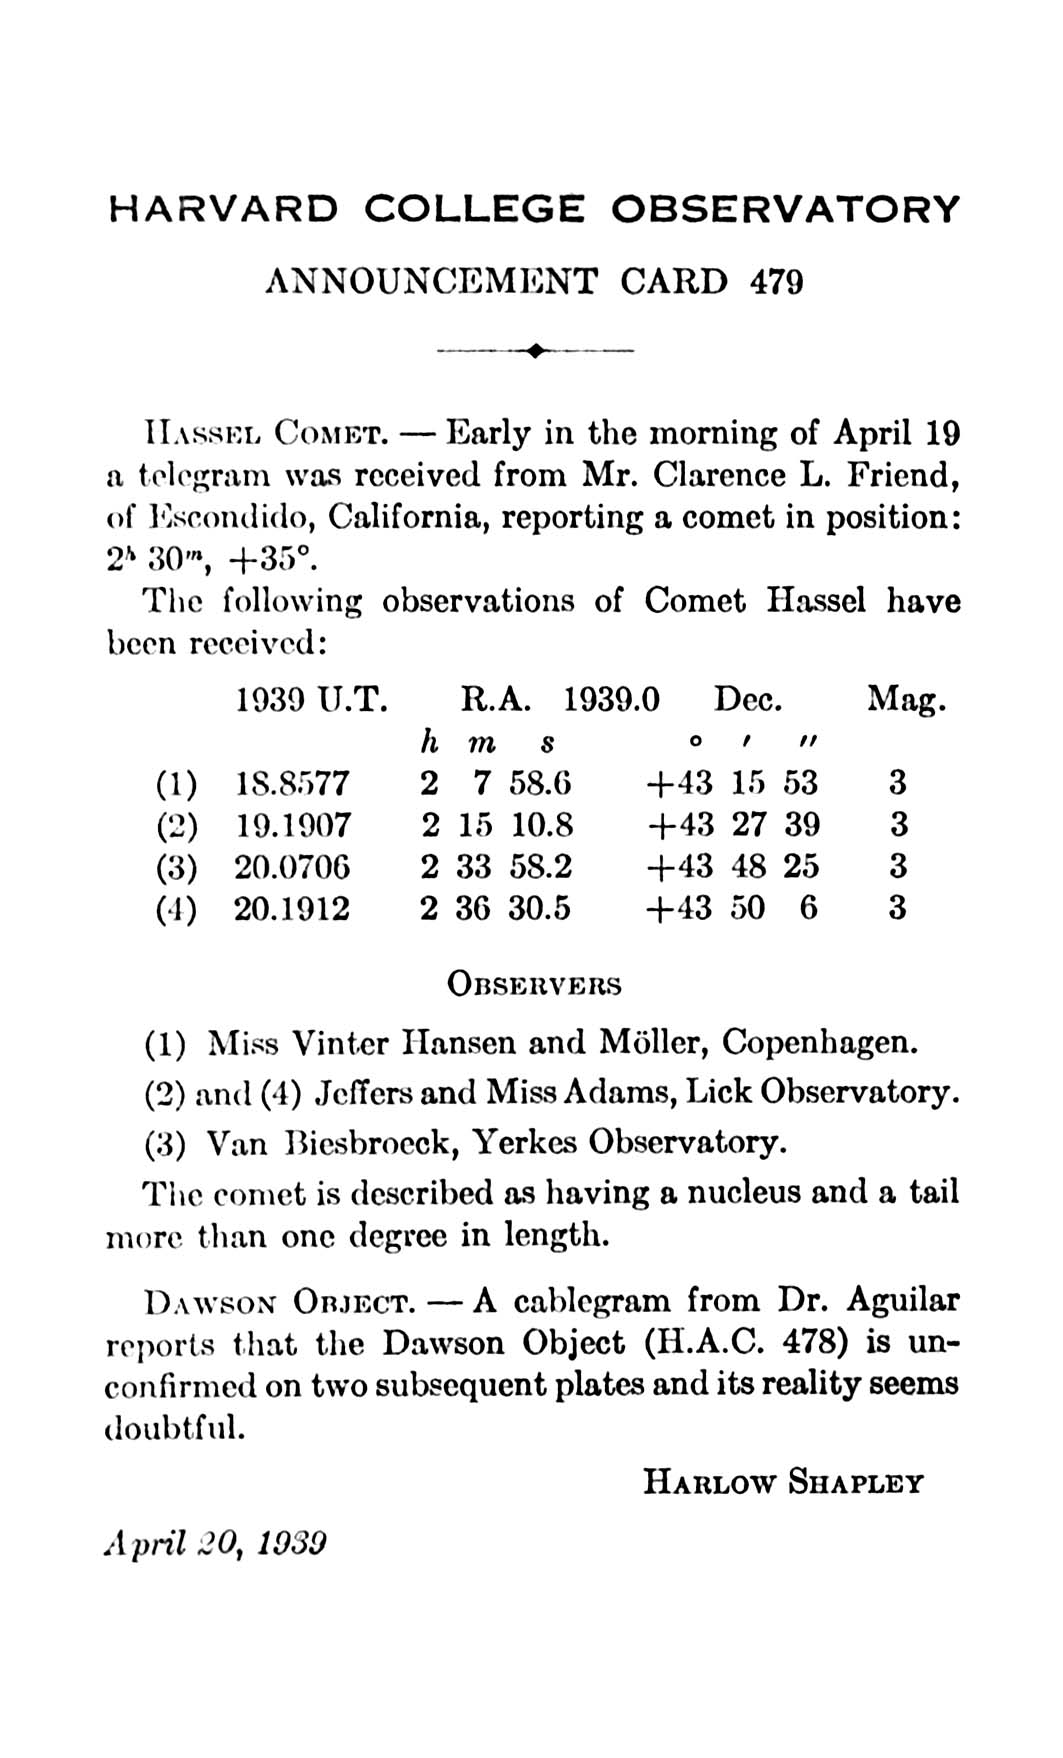 HARVARD COLLEGE OBSERVATORY
ANNOUNCEMENT CARD 479
HASSEL COMET. — Early in the morning of April 19
a telegram was received from Mr. Clarence L. Friend,
of Escondido, California, reporting a comet in position:
2ʰ 30ᵐ, +35°.
The following observations of Comet Hassel have
been received:
1939 U.T. R.A. 1939.0 Dec. Mag.
h m s ° ′ ″
(1) 18.8577 2 7 58.6 +43 15 53 3
(2) 19.1907 2 15 10.8 +43 27 39 3
(3) 20.0706 2 33 58.2 +43 48 25 3
(4) 20.1912 2 36 30.5 +43 50 6 3
OBSERVERS
(1) Miss Vinter Hansen and Möller, Copenhagen.
(2) and (4) Jeffers and Miss Adams, Lick Observatory.
(3) Van Biesbroeck, Yerkes Observatory.
The comet is described as having a nucleus and a tail
more than one degree in length.
DAWSON OBJECT. — A cablegram from Dr. Aguilar
reports that the Dawson Object (H.A.C. 478) is un-
confirmed on two subsequent plates and its reality seems
doubtful.
HARLOW SHAPLEY
April 20, 1939